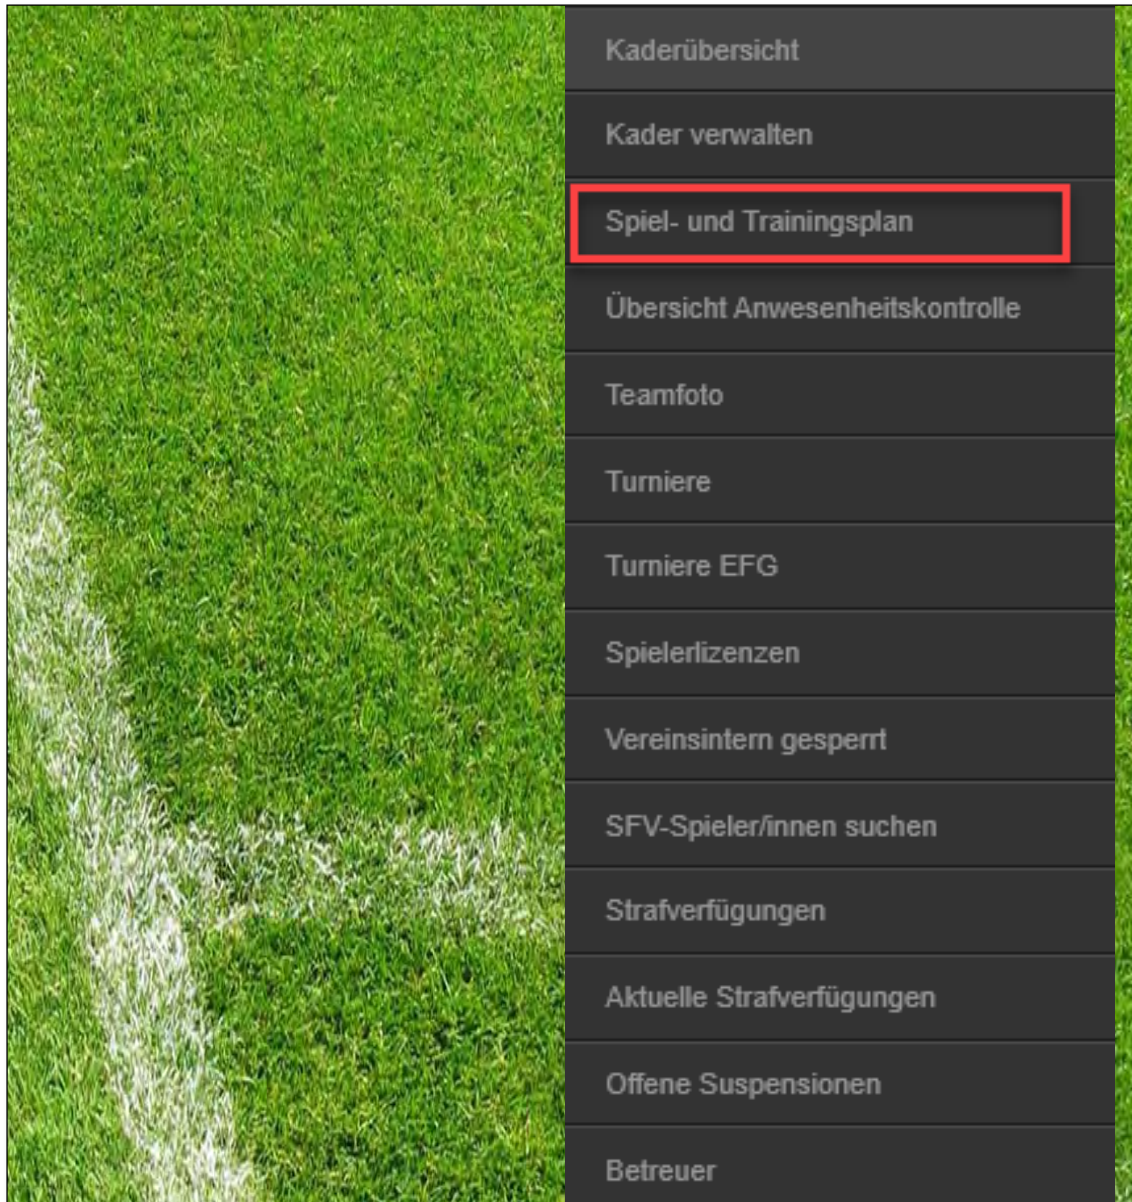 Kaderübersicht
Kader verwalten
Spiel- und Trainingsplan
Übersicht Anwesenheitskontrolle
Teamfoto
Turniere
Turniere EFG
Spielerlizenzen
Vereinsintern gesperrt
SFV-Spieler/innen suchen
Strafverfügungen
Aktuelle Strafverfügungen
Offene Suspensionen
Betreuer